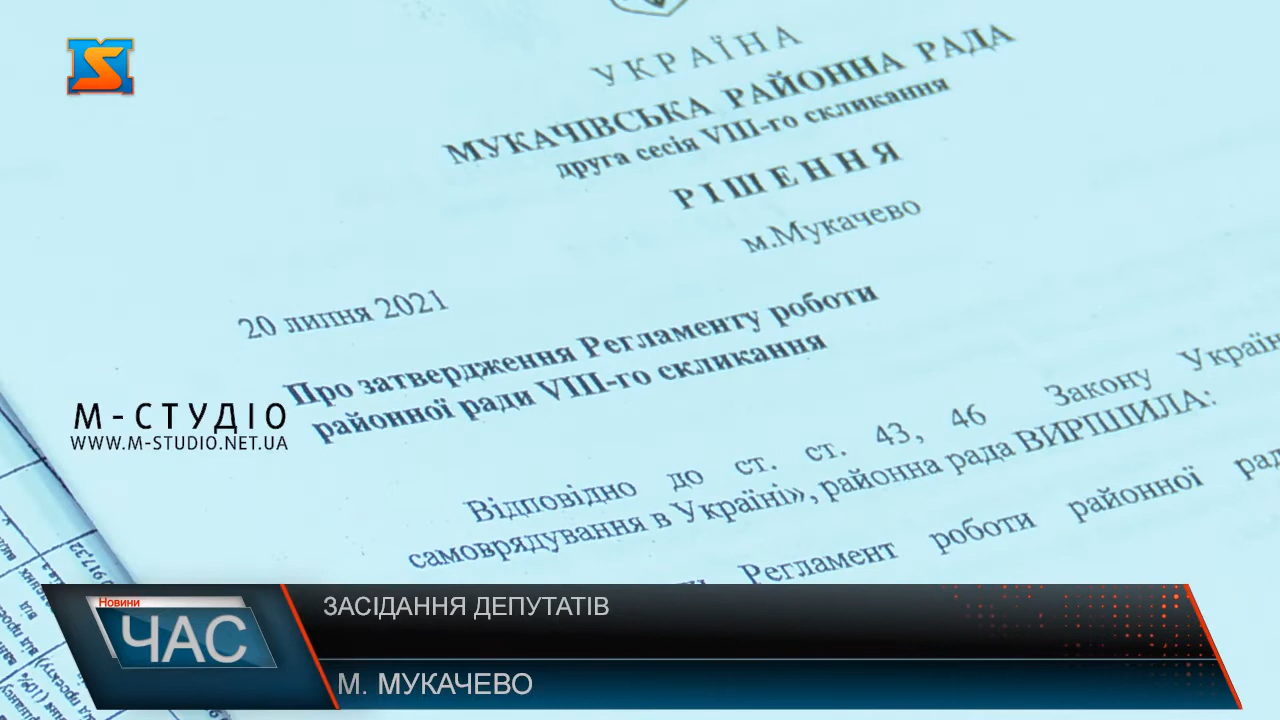 УКРАЇНА
МУКАЧІВСЬКА РАЙОННА РАДА
друга сесія VIII-го скликання
РІШЕННЯ
м.Мукачево
20 липня 2021
Про затвердження Регламенту роботи
районної ради VIII-го скликання
Відповідно до ст. ст. 43, 46 Закону
самоврядування в Україні», районна рада ВИРІШИЛА:
Регламент роботи районної
М-СТУДІО
WWW.M-STUDIO.NET.UA
Новини
ЧАС
ЗАСІДАННЯ ДЕПУТАТІВ
М. МУКАЧЕВО